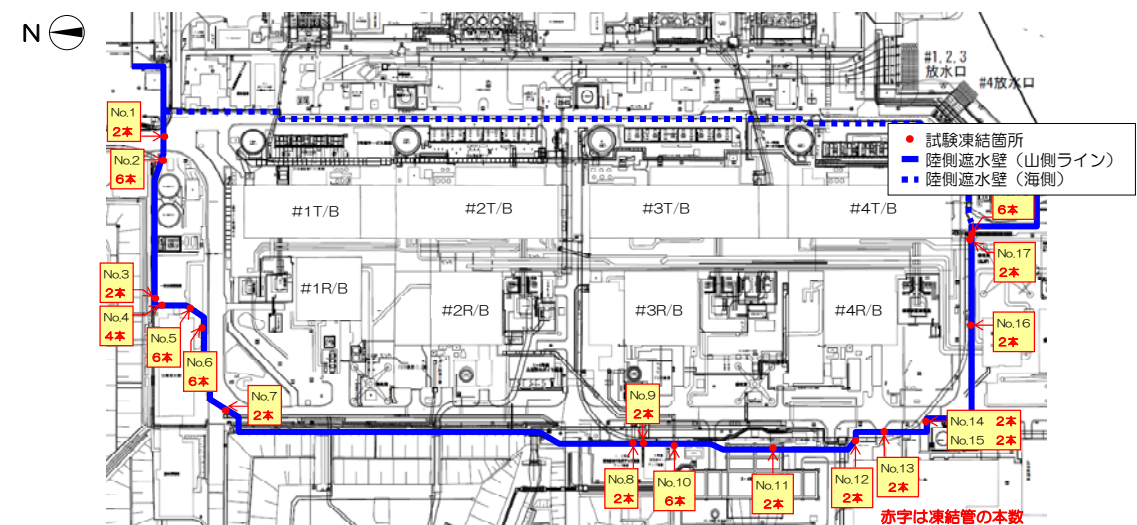 N
#1, 2, 3
放水口
#4放水口
試験凍結箇所
陸側遮水壁（山側ライン）
陸側遮水壁（海側）
No.1
2本
No.2
6本
#1T/B
#2T/B
#3T/B
#4T/B
6本
No.17
2本
No.3
2本
No.4
4本
No.5
6本
No.6
6本
#1R/B
#2R/B
#3R/B
#4R/B
No.16
2本
No.7
2本
No.9
2本
No.14 2本
No.15 2本
No.8
2本
No.10
6本
No.11
2本
No.12
2本
No.13
2本
赤字は凍結管の本数